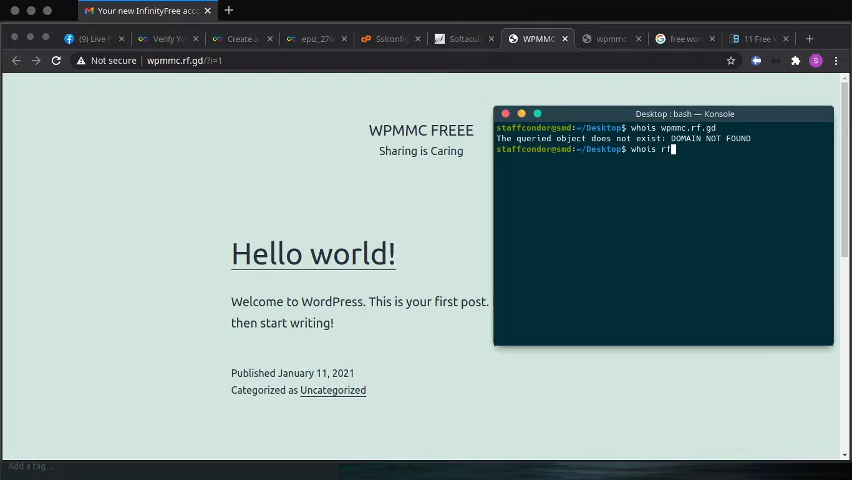 Your new InfinityFree acco
(9) Live P
Verify Yo
Create a
epiz_276
Sslconfig
Softacul
WPMMC
wpmmc
free wor
11 Free W
Not secure
wpmmc.rf.gd/?i=1
S
WPMMC FREEE
Sharing is Caring
Hello world!
Welcome to WordPress. This is your first post.
then start writing!
Published January 11, 2021
Categorized as Uncategorized
Desktop : bash — Konsole
staffcondor@smd:~/Desktop$ whois wpmmc.rf.gd
The queried object does not exist: DOMAIN NOT FOUND
staffcondor@smd:~/Desktop$ whois rf
Add a tag...